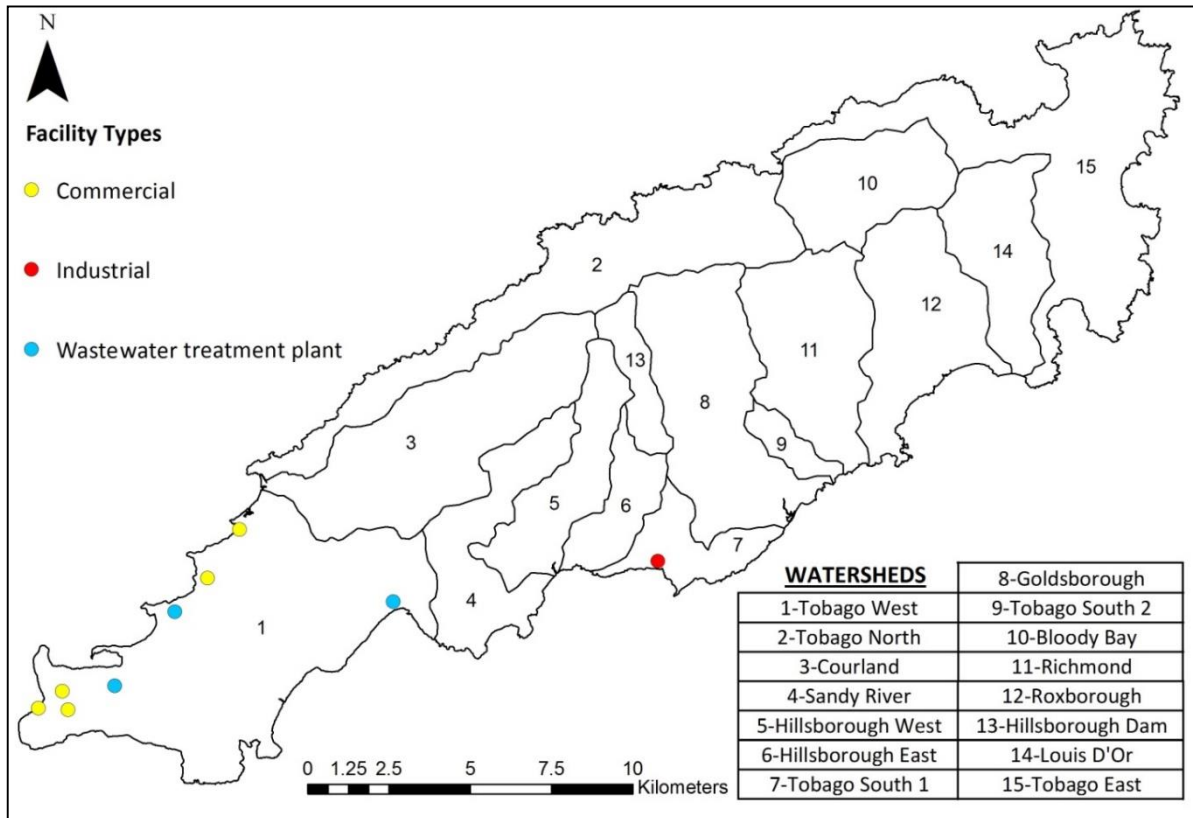 N
Facility Types
Commercial
Industrial
Wastewater treatment plant
15
10
14
2
12
11
13
8
3
9
5
6
7
4
1
0 1.25 2.5 5 7.5 10
Kilometers
WATERSHEDS
1-Tobago West
2-Tobago North
3-Courland
4-Sandy River
5-Hillsborough West
6-Hillsborough East
7-Tobago South 1
8-Goldsborough
9-Tobago South 2
10-Bloody Bay
11-Richmond
12-Roxborough
13-Hillsborough Dam
14-Louis D'Or
15-Tobago East